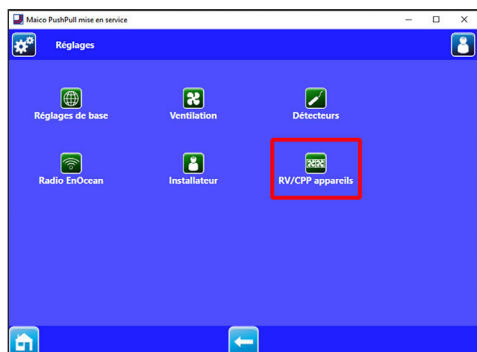 Maico PushPull mise en service
Réglages
Réglages de base
Ventilation
Détecteurs
Radio EnOcean
Installateur
RV/CPP appareils